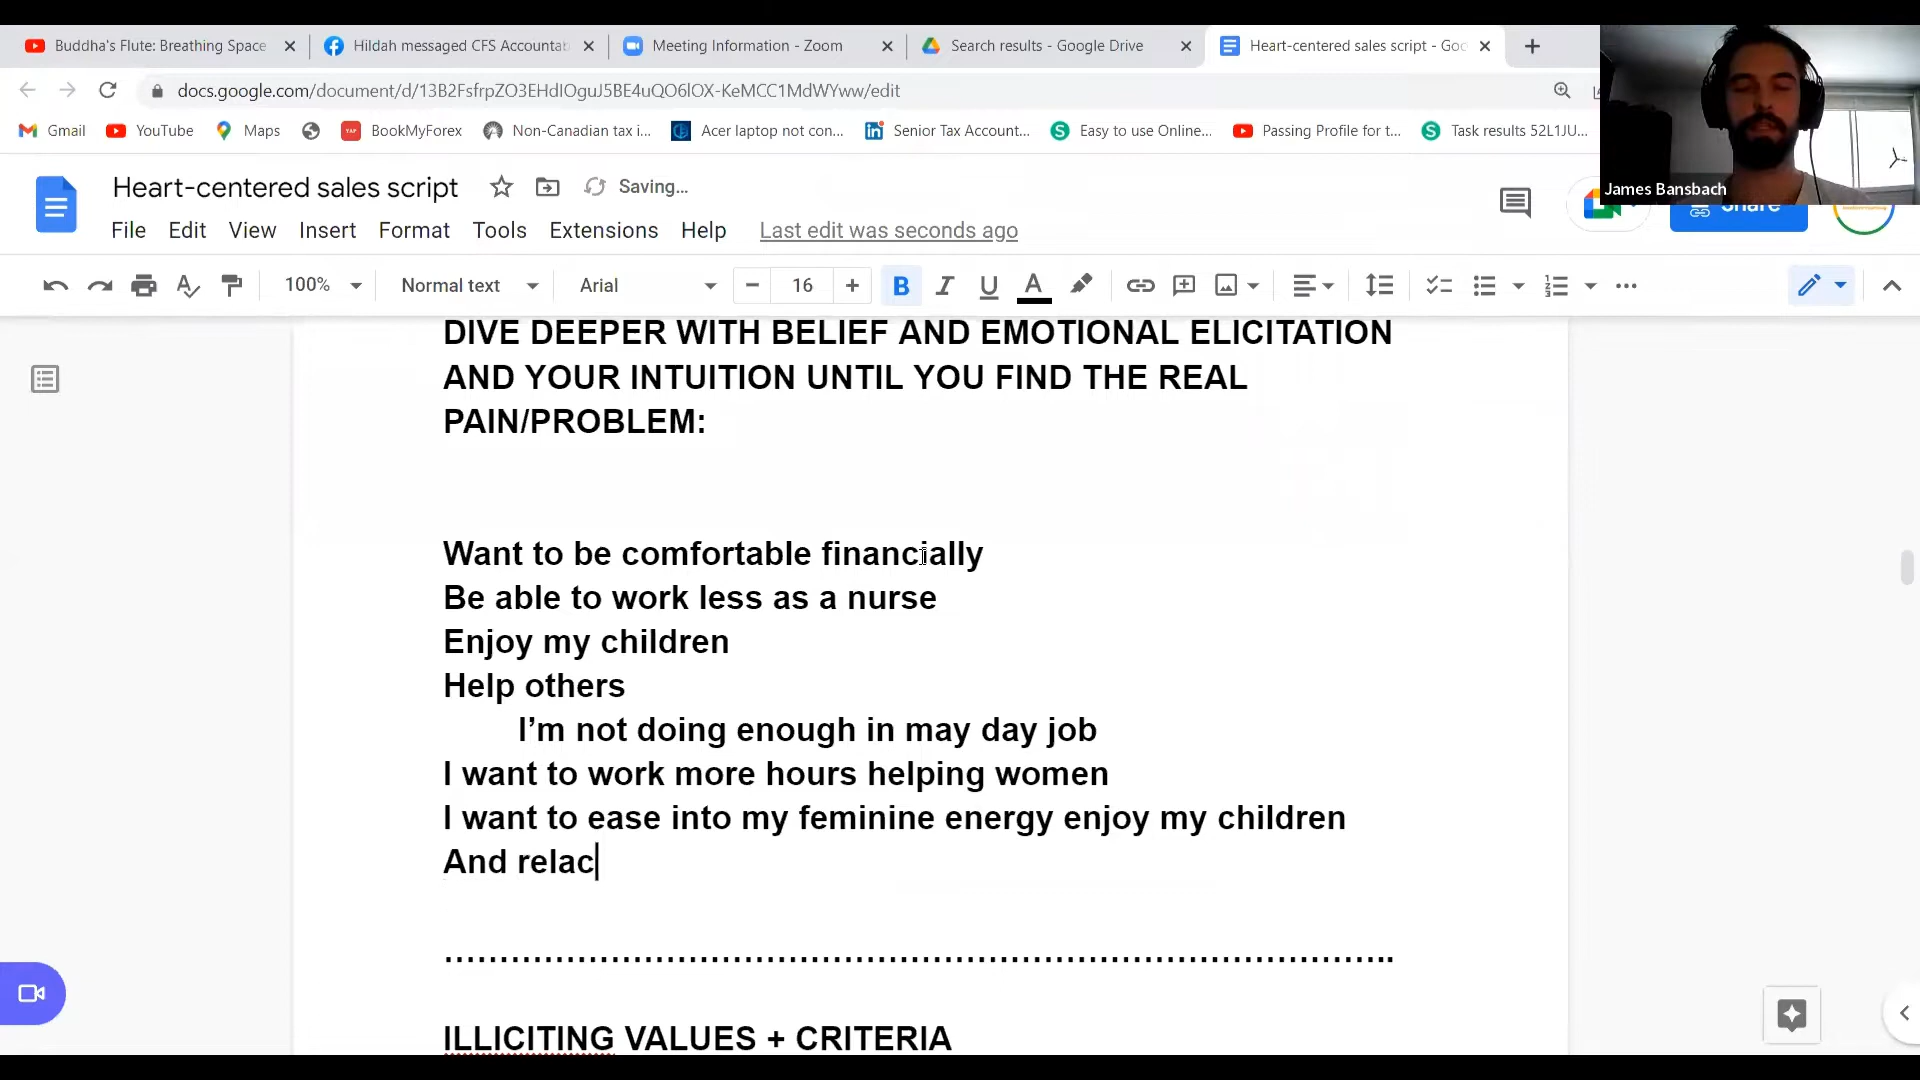 Buddha's Flute: Breathing Space
Hildah messaged CFS Accountab
Meeting Information - Zoom
Search results - Google Drive
Heart-centered sales script - Goo
docs.google.com/document/d/13B2FsfrpZO3EHdIOguJ5BE4uQO6lOX-KeMCC1MdWYww/edit
Gmail
YouTube
Maps
BookMyForex
Non-Canadian tax i...
Acer laptop not con...
Senior Tax Account...
Easy to use Online...
Passing Profile for t...
Task results 52L1JU...
James Bansbach
Heart-centered sales script
Saving...
Share
File Edit View Insert Format Tools Extensions Help
Last edit was seconds ago
100%
Normal text
Arial
16
DIVE DEEPER WITH BELIEF AND EMOTIONAL ELICITATION
AND YOUR INTUITION UNTIL YOU FIND THE REAL
PAIN/PROBLEM:
Want to be comfortable financially
Be able to work less as a nurse
Enjoy my children
Help others
I’m not doing enough in may day job
I want to work more hours helping women
I want to ease into my feminine energy enjoy my children
And relac
…………………………………………………………………..
ILLICITING VALUES + CRITERIA